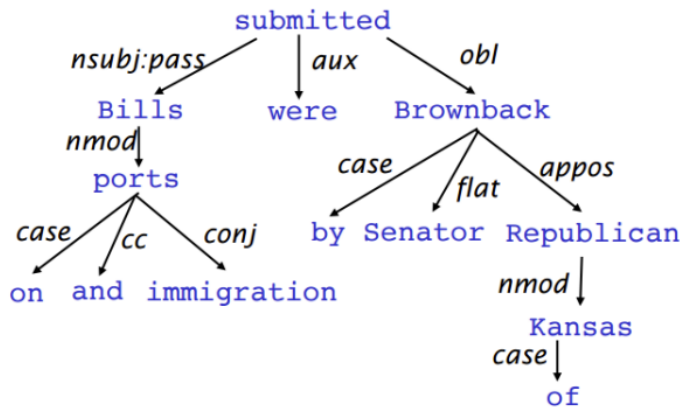 submitted
nsubj:pass aux obl
Bills were Brownback
nmod case flat appos
ports
case cc conj by Senator Republican
on and immigration nmod
Kansas
case
of